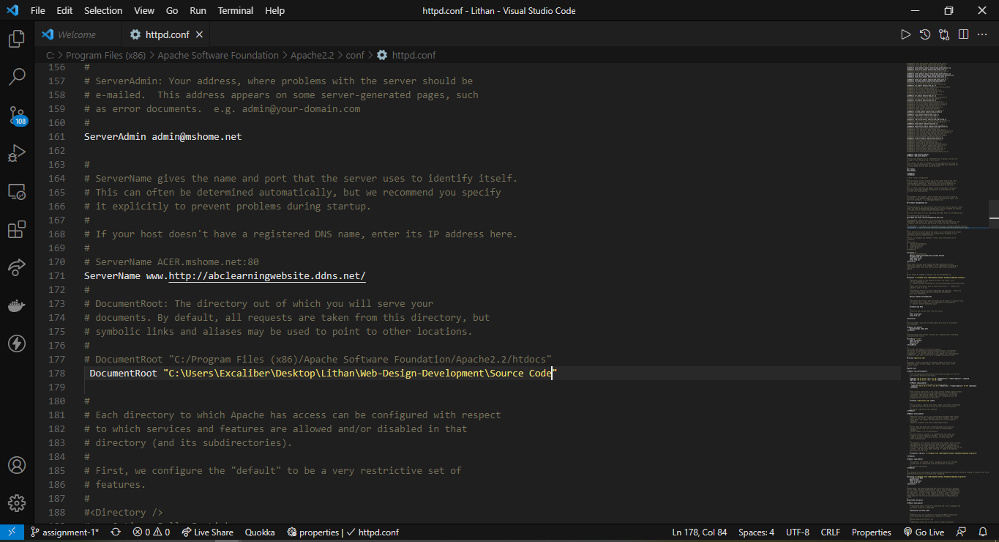 File Edit Selection View Go Run Terminal Help httpd.conf - Lithan - Visual Studio Code
Welcome httpd.conf
C: > Program Files (x86) > Apache Software Foundation > Apache2.2 > conf > httpd.conf
156 #
157 # ServerAdmin: Your address, where problems with the server should be
158 # e-mailed.  This address appears on some server-generated pages, such
159 # as error documents.  e.g. admin@your-domain.com
160 #
161 ServerAdmin admin@mshome.net
162
163 #
164 # ServerName gives the name and port that the server uses to identify itself.
165 # This can often be determined automatically, but we recommend you specify
166 # it explicitly to prevent problems during startup.
167 #
168 # If your host doesn't have a registered DNS name, enter its IP address here.
169 #
170 # ServerName ACER.mshome.net:80
171 ServerName www.http://abclearningwebsite.ddns.net/
172 #
173 # DocumentRoot: The directory out of which you will serve your
174 # documents. By default, all requests are taken from this directory, but
175 # symbolic links and aliases may be used to point to other locations.
176 #
177 # DocumentRoot "C:/Program Files (x86)/Apache Software Foundation/Apache2.2/htdocs"
178 DocumentRoot "C:\Users\Excaliber\Desktop\Lithan\Web-Design-Development\Source Code"
179
180 #
181 # Each directory to which Apache has access can be configured with respect
182 # to which services and features are allowed and/or disabled in that
183 # directory (and its subdirectories).
184 #
185 # First, we configure the "default" to be a very restrictive set of
186 # features.
187 #
188 #<Directory />
108
assignment-1* 0 0 Live Share Quokka properties | ✓ httpd.conf Ln 178, Col 84 Spaces: 4 UTF-8 CRLF Properties Go Live